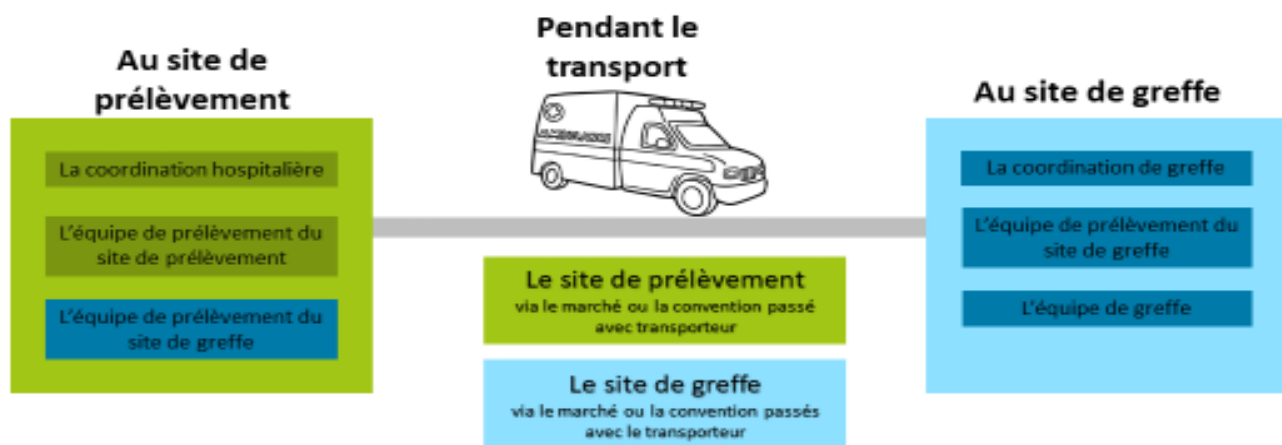 Au site de
prélèvement
La coordination hospitalière
L'équipe de prélèvement du
site de prélèvement
L'équipe de prélèvement du
site de greffe
Pendant le
transport
AMBULANCE
Le site de prélèvement
via le marché ou la convention passé
avec transporteur
Le site de greffe
via le marché ou la convention passés
avec le transporteur
Au site de greffe
La coordination de greffe
L'équipe de prélèvement du
site de greffe
L'équipe de greffe